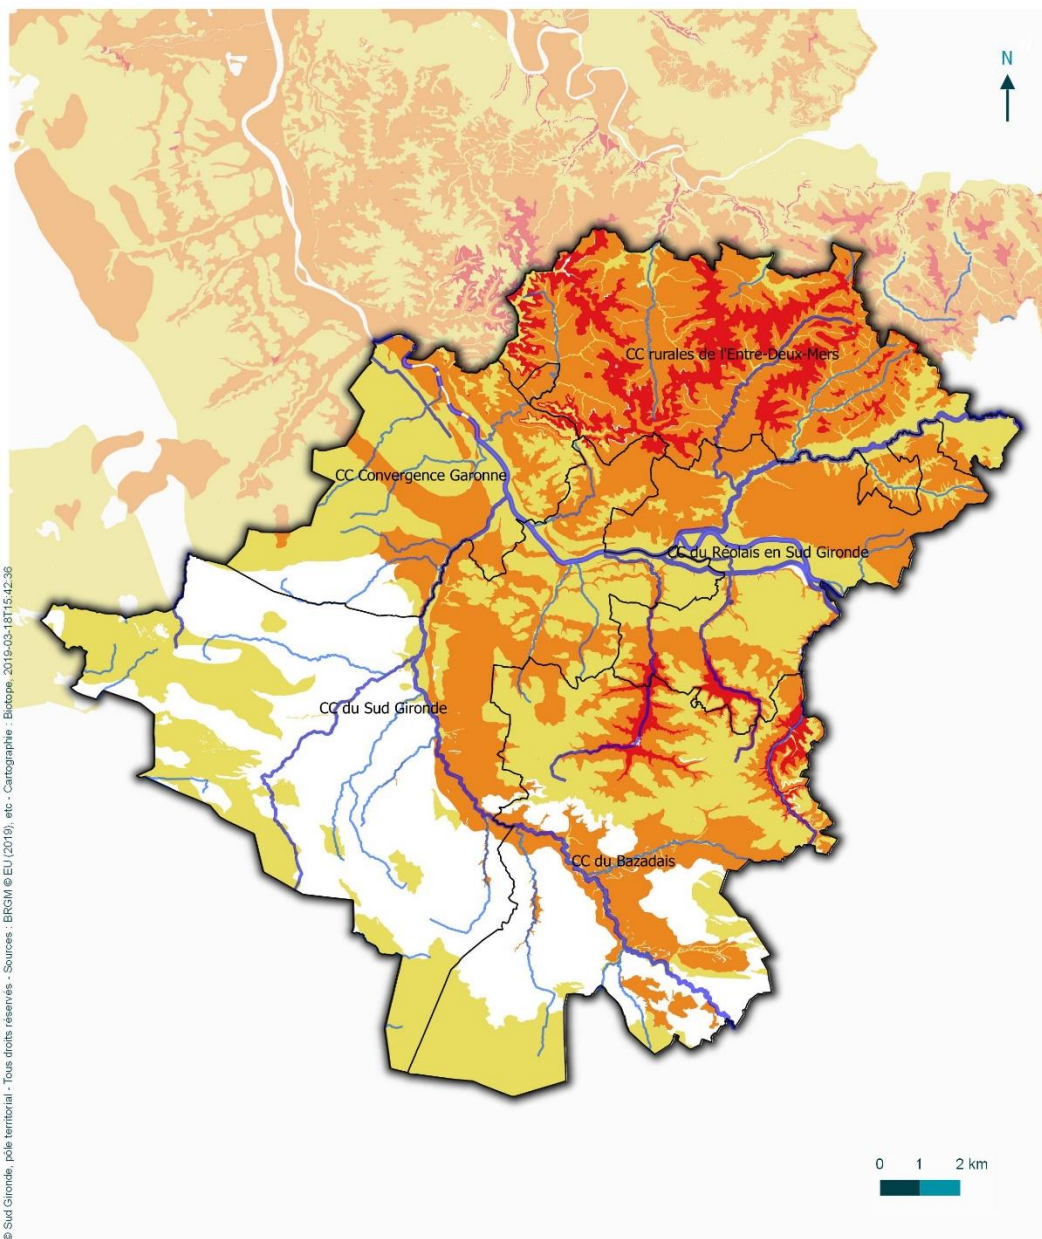 N
CC rurales de l'Entre-Deux-Mers
CC Convergence Garonne
CC du Réolais en Sud Gironde
CC du Sud Gironde
CC du Bazadais
0 1 2 km
© Sud Gironde, pôle territorial - Tous droits réservés - Sources : BRGM © EU (2019), etc - Cartographie : Biotope, 2019-03-18T15:42:36